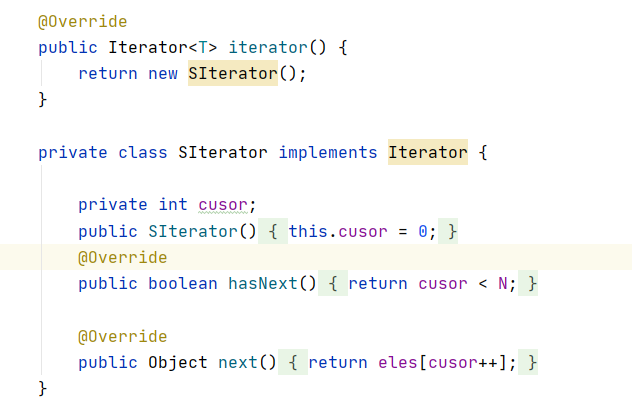 @Override
public Iterator<T> iterator() {
return new SIterator();
}
private class SIterator implements Iterator {
private int cusor;
public SIterator() { this.cusor = 0; }
@Override
public boolean hasNext() { return cusor < N; }
@Override
public Object next() { return eles[cusor++]; }
}